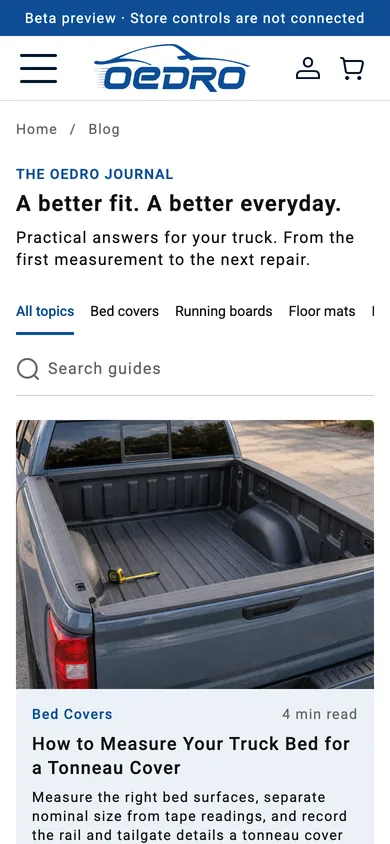 Beta preview · Store controls are not connected
OEDRO
Home / Blog
THE OEDRO JOURNAL
A better fit. A better everyday.
Practical answers for your truck. From the
first measurement to the next repair.
All topics Bed covers Running boards Floor mats
Search guides
Bed Covers 4 min read
How to Measure Your Truck Bed for
a Tonneau Cover
Measure the right bed surfaces, separate
nominal size from tape readings, and record
the rail and tailgate details a tonneau cover